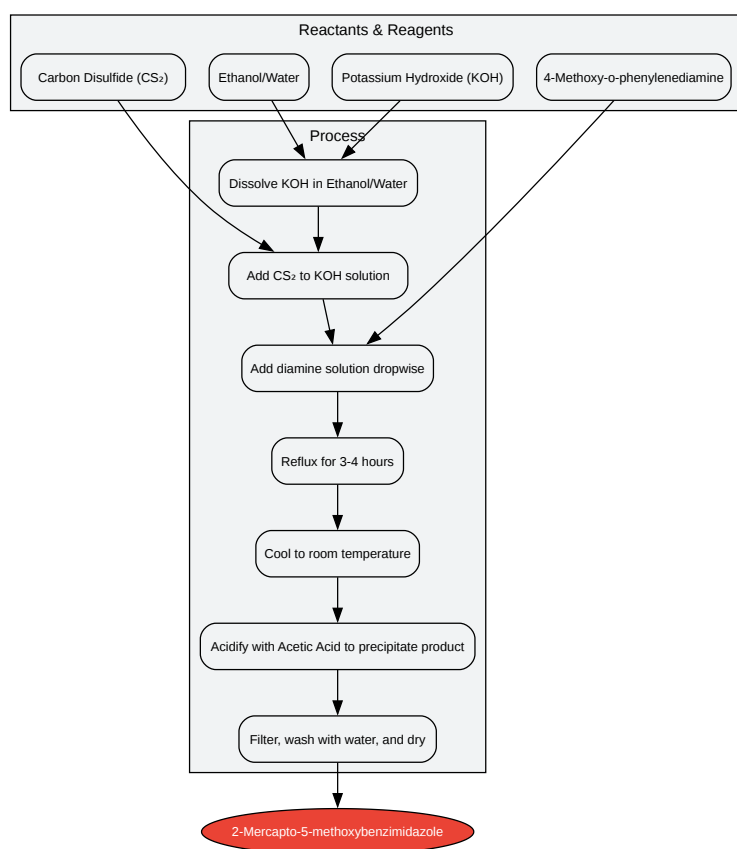 Reactants & Reagents
Carbon Disulfide (CS₂)
Ethanol/Water
Potassium Hydroxide (KOH)
4-Methoxy-o-phenylenediamine
Process
Dissolve KOH in Ethanol/Water
Add CS₂ to KOH solution
Add diamine solution dropwise
Reflux for 3-4 hours
Cool to room temperature
Acidify with Acetic Acid to precipitate product
Filter, wash with water, and dry
2-Mercapto-5-methoxybenzimidazole